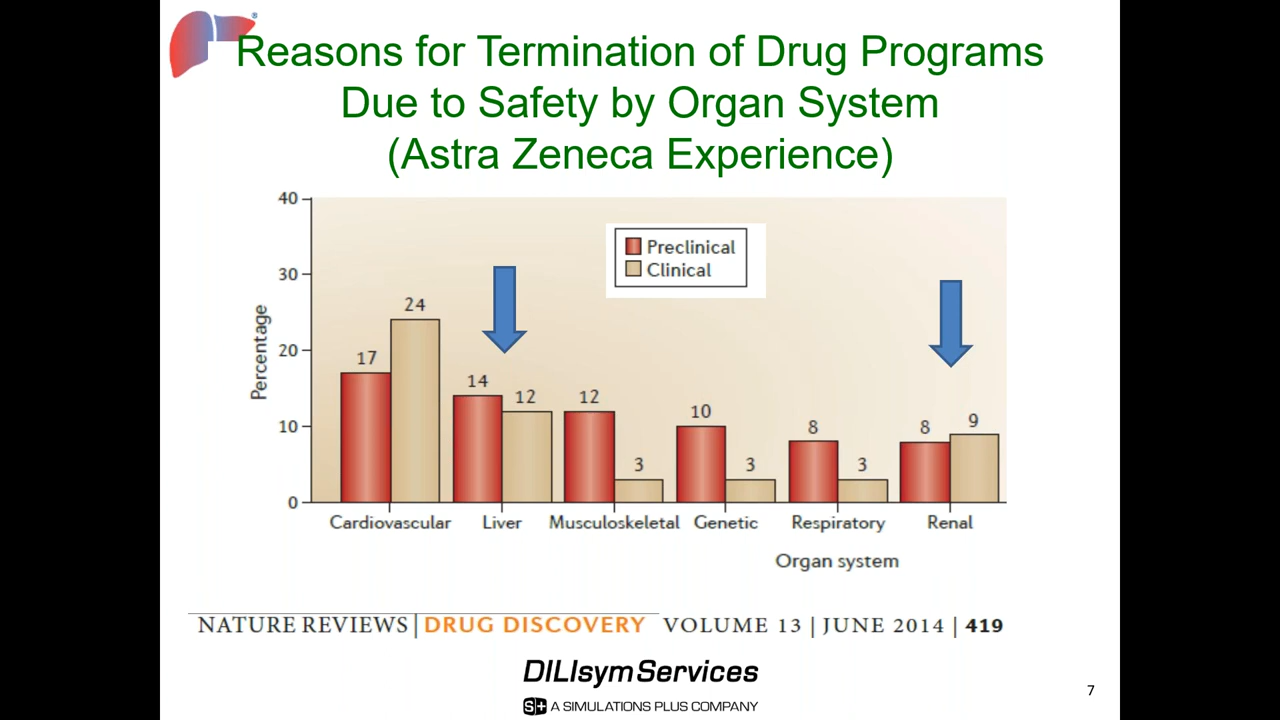 ®
Reasons for Termination of Drug Programs
Due to Safety by Organ System
(Astra Zeneca Experience)
40
30
20
10
0
Percentage
Preclinical
Clinical
17
24
14
12
12
3
10
3
8
3
8
9
Cardiovascular
Liver
Musculoskeletal
Genetic
Respiratory
Renal
Organ system
NATURE REVIEWS | DRUG DISCOVERY VOLUME 13 | JUNE 2014 | 419
DILIsym Services
S+ A SIMULATIONS PLUS COMPANY
7